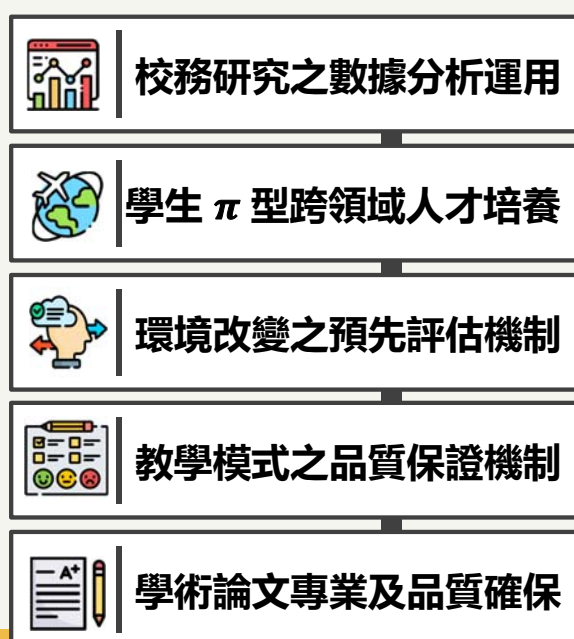 校務研究之數據分析運用
學生 π 型跨領域人才培養
環境改變之預先評估機制
教學模式之品質保證機制
A+
學術論文專業及品質確保